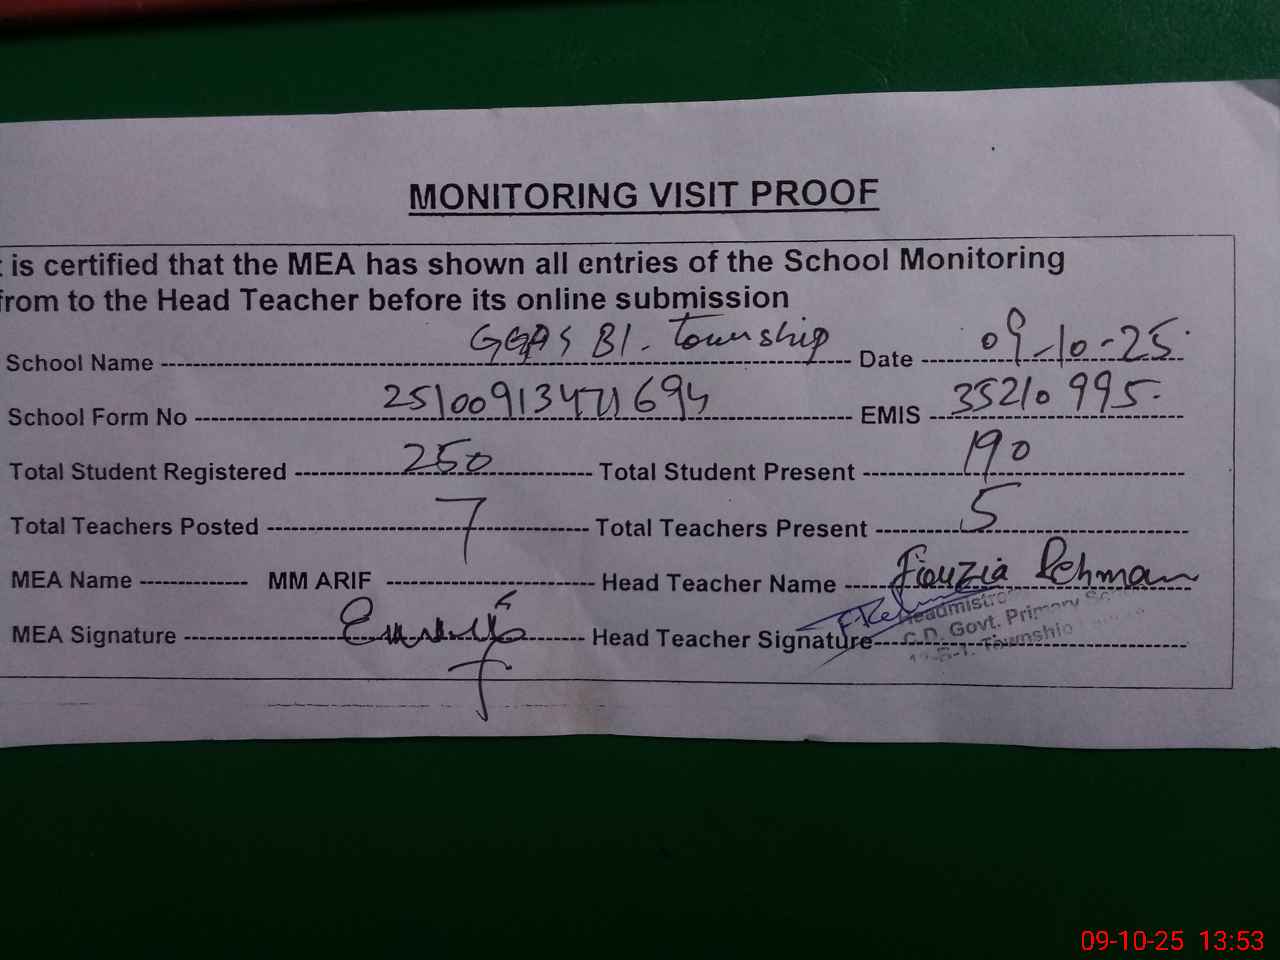 MONITORING VISIT PROOF
is certified that the MEA has shown all entries of the School Monitoring
from to the Head Teacher before its online submission
School Name GGPS B1. Township Date 09-10-25
School Form No EMIS 35210995.
Total Student Registered 250 Total Student Present 190
Total Teachers Posted 7 Total Teachers Present 5
MEA Name MM ARIF Head Teacher Name Fouzia Rehman
MEA Signature Head Teacher Signature
Headmistre
C.D. Govt. Primary
Township
09-10-25 13:53